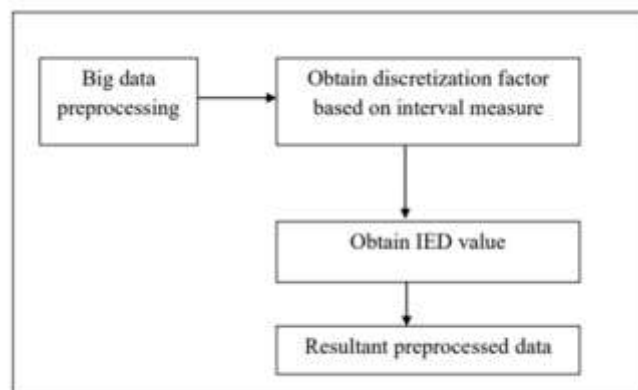 Big data
preprocessing
Obtain discretization factor
based on interval measure
Obtain IED value
Resultant preprocessed data